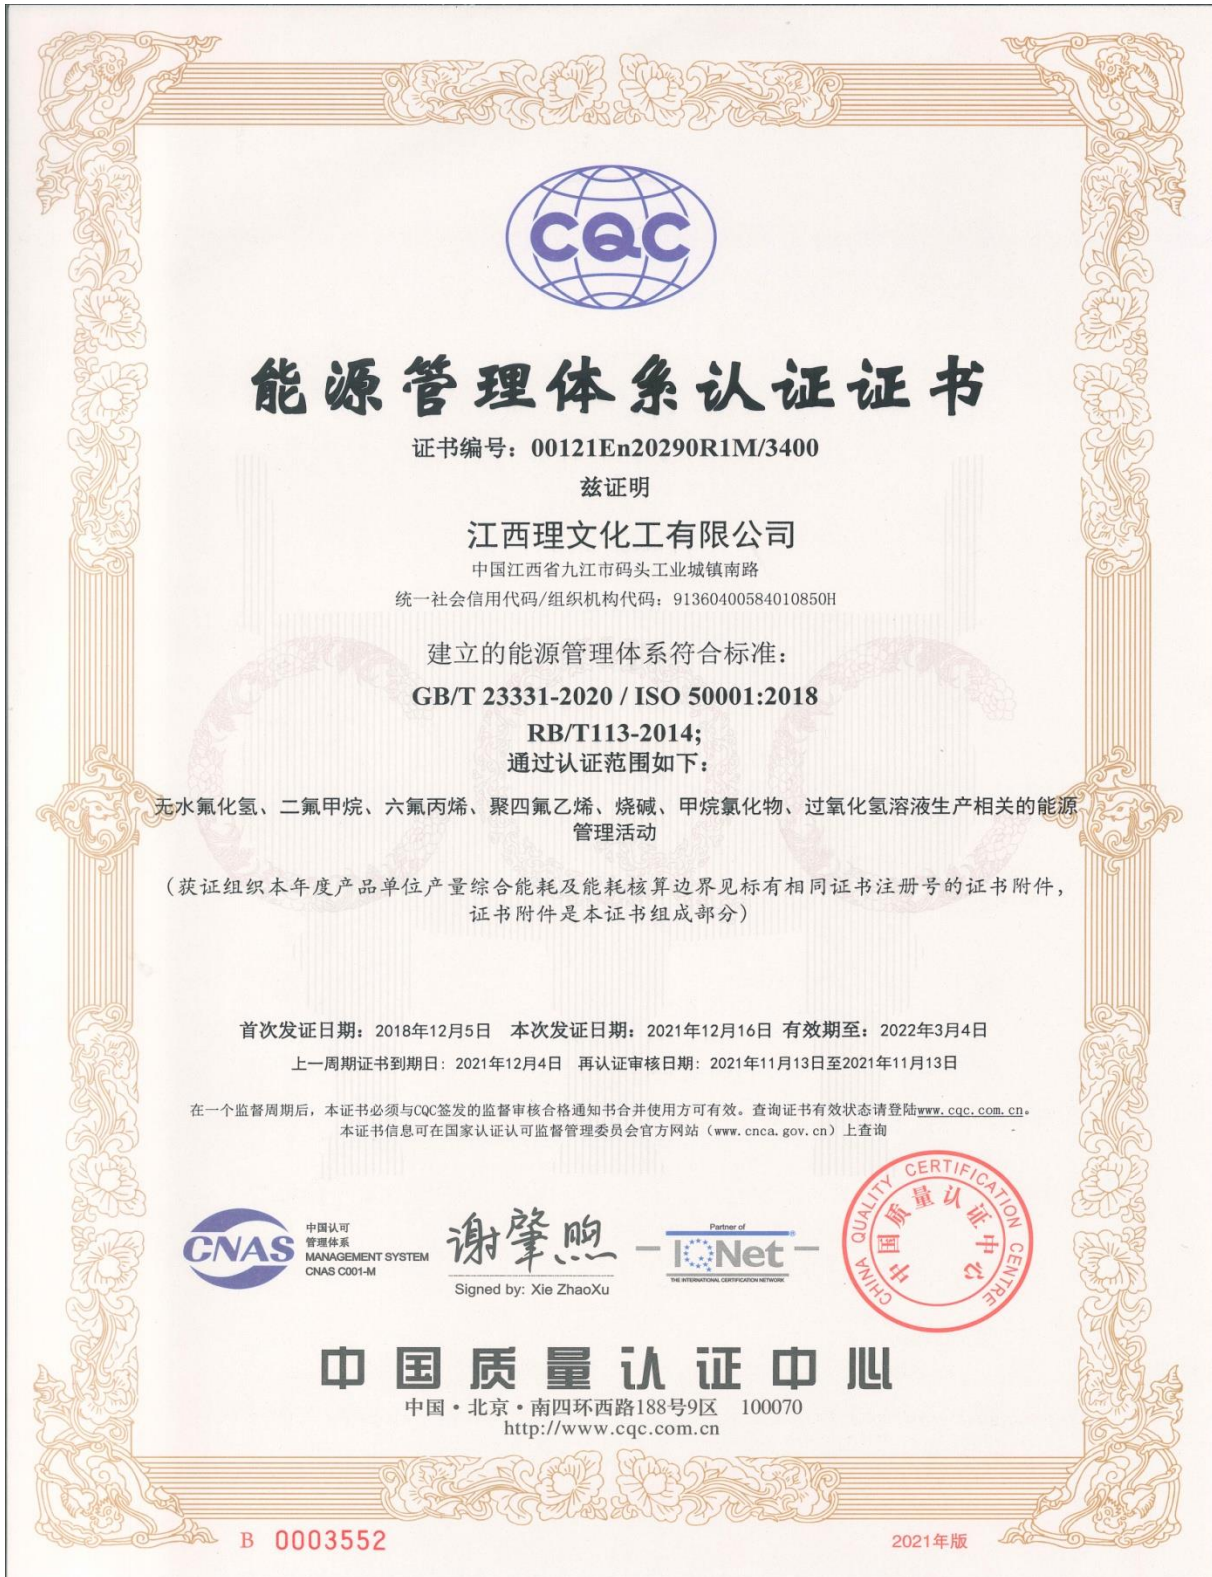 CQC
能源管理体系认证证书
证书编号：00121En20290R1M/3400
兹证明
江西理文化工有限公司
中国江西省九江市码头工业城镇南路
统一社会信用代码/组织机构代码：91360400584010850H
建立的能源管理体系符合标准：
GB/T 23331-2020 / ISO 50001:2018
RB/T113-2014;
通过认证范围如下：
无水氟化氢、二氟甲烷、六氟丙烯、聚四氟乙烯、烧碱、甲烷氯化物、过氧化氢溶液生产相关的能源
管理活动
（获证组织本年度产品单位产量综合能耗及能耗核算边界见标有相同证书注册号的证书附件，
证书附件是本证书组成部分）
首次发证日期：2018年12月5日 本次发证日期：2021年12月16日 有效期至：2022年3月4日
上一周期证书到期日：2021年12月4日 再认证审核日期：2021年11月13日至2021年11月13日
在一个监督周期后，本证书必须与CQC签发的监督审核合格通知书合并使用方可有效。查询证书有效状态请登陆www.cqc.com.cn。
本证书信息可在国家认证认可监督管理委员会官方网站（www.cnca.gov.cn）上查询
CNAS
中国认可
管理体系
MANAGEMENT SYSTEM
CNAS C001-M
谢肇煦
Signed by: Xie ZhaoXu
Partner of
IQNet
THE INTERNATIONAL CERTIFICATION NETWORK
CHINA QUALITY CERTIFICATION CENTRE
中国质量认证中心
中国质量认证中心
中国·北京·南四环西路188号9区 100070
http://www.cqc.com.cn
B 0003552
2021年版